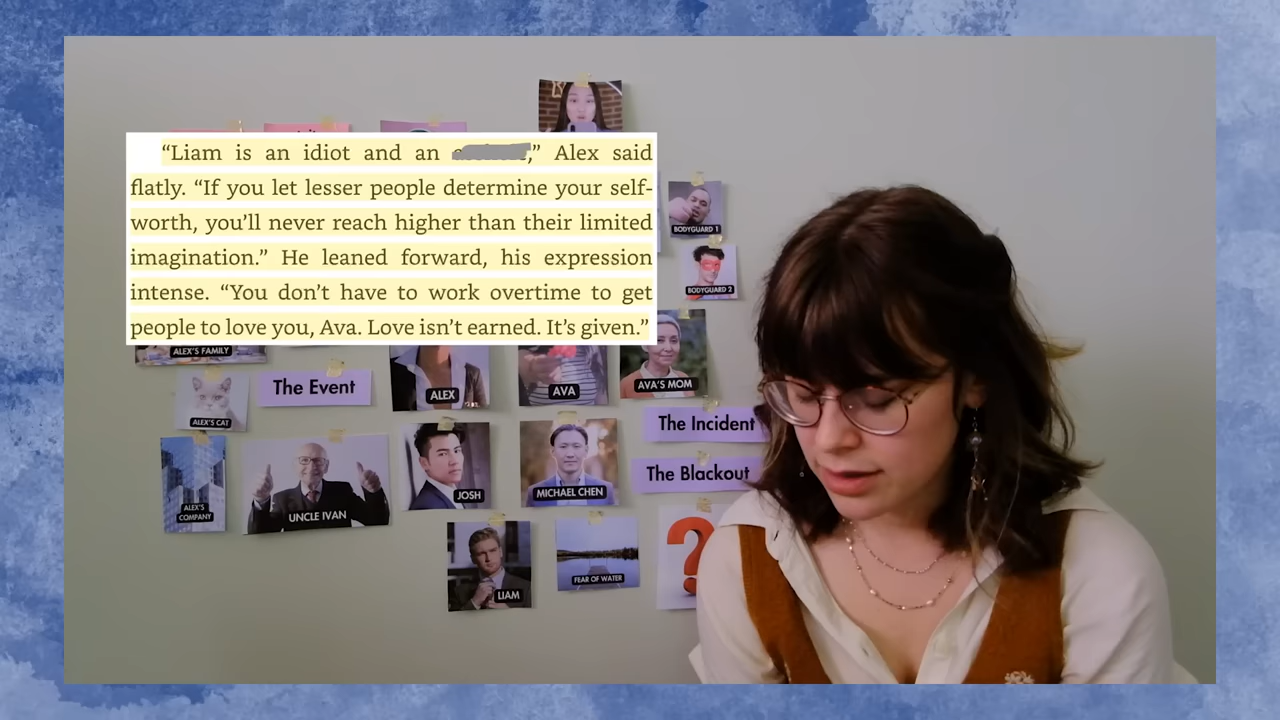 “Liam is an idiot and an ,” Alex said
flatly. “If you let lesser people determine your self-
worth, you’ll never reach higher than their limited
imagination.” He leaned forward, his expression
intense. “You don’t have to work overtime to get
people to love you, Ava. Love isn’t earned. It’s given.”
BODYGUARD 1
BODYGUARD 2
ALEX'S FAMILY
The Event
ALEX
AVA
AVA'S MOM
ALEX'S CAT
The Incident
The Blackout
ALEX'S
COMPANY
UNCLE IVAN
JOSH
MICHAEL CHEN
LIAM
FEAR OF WATER
?